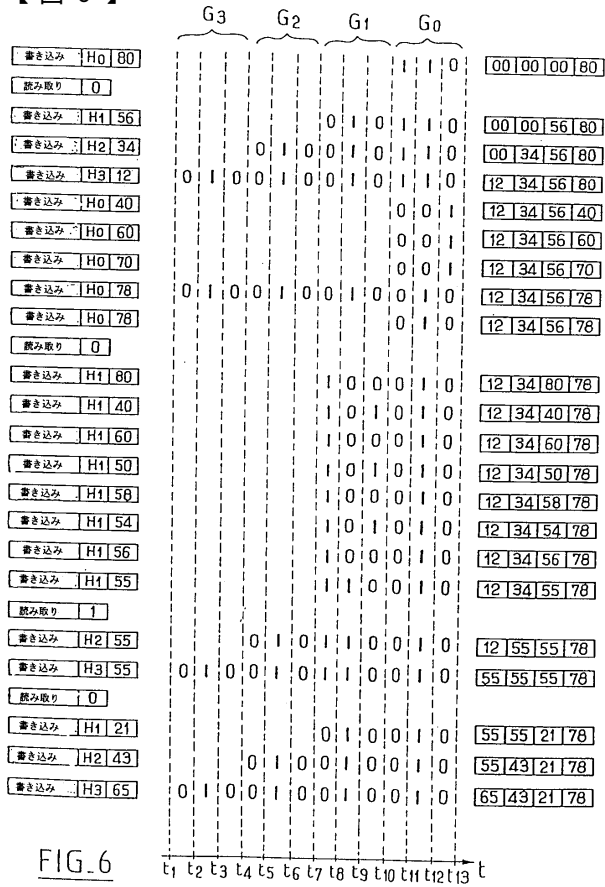 【図6】
G3 G2 G1 G0
書き込み H0 80 1 1 0 00 00 00 80
読み取り 0
書き込み H1 56 0 1 0 1 1 0 00 00 56 80
書き込み H2 34 0 1 0 0 1 0 1 1 0 00 34 56 80
書き込み H3 12 0 1 0 0 1 0 0 1 0 1 1 0 12 34 56 80
書き込み H0 40 0 0 1 12 34 56 40
書き込み H0 60 0 0 1 12 34 56 60
書き込み H0 70 0 0 1 12 34 56 70
書き込み H0 78 0 1 0 0 1 0 0 1 0 0 1 0 12 34 56 78
書き込み H0 78 0 1 0 12 34 56 78
読み取り 0
書き込み H1 80 1 0 0 0 1 0 12 34 80 78
書き込み H1 40 1 0 1 0 1 0 12 34 40 78
書き込み H1 60 1 0 0 0 1 0 12 34 60 78
書き込み H1 50 1 0 1 0 1 0 12 34 50 78
書き込み H1 58 1 0 0 0 1 0 12 34 58 78
書き込み H1 54 1 0 1 0 1 0 12 34 54 78
書き込み H1 56 1 0 0 0 1 0 12 34 56 78
書き込み H1 55 1 1 0 0 1 0 12 34 55 78
読み取り 1
書き込み H2 55 0 1 0 1 1 0 0 1 0 12 55 55 78
書き込み H3 55 0 1 0 0 1 0 1 1 0 0 1 0 55 55 55 78
読み取り 0
書き込み H1 21 0 1 0 0 1 0 55 55 21 78
書き込み H2 43 0 1 0 0 1 0 0 1 0 55 43 21 78
書き込み H3 65 0 1 0 0 1 0 0 1 0 0 1 0 65 43 21 78
FIG_6 t1 t2 t3 t4 t5 t6 t7 t8 t9 t10 t11 t12 t13 t